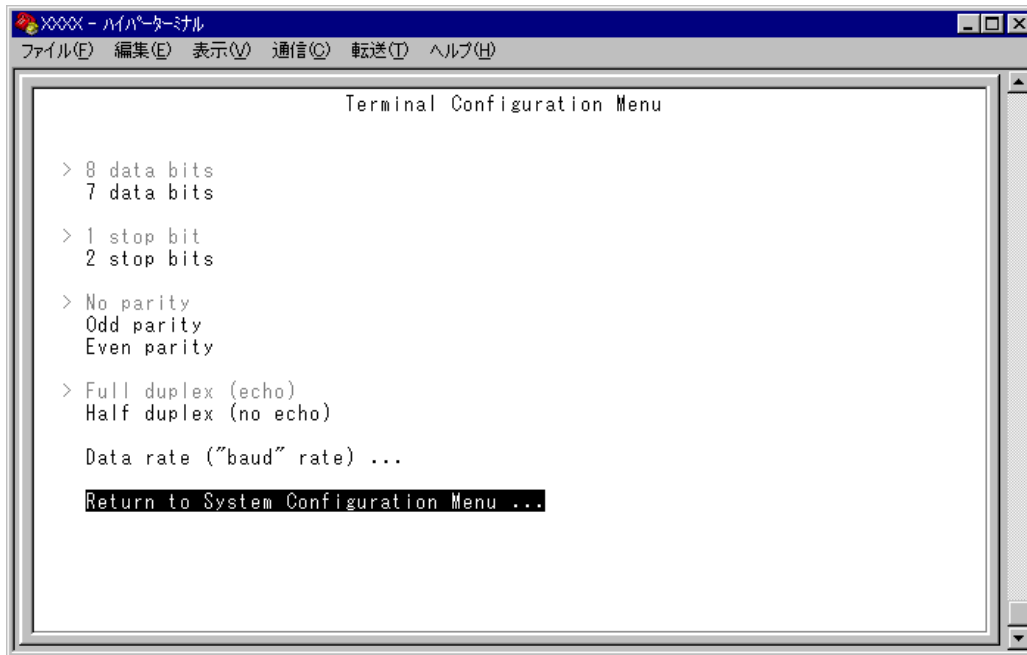 XXXX - ﾊｲﾊﾟｰﾀｰﾐﾅﾙ
ファイル(F) 編集(E) 表示(V) 通信(C) 転送(T) ヘルプ(H)
Terminal Configuration Menu
> 8 data bits
7 data bits
> 1 stop bit
2 stop bits
> No parity
Odd parity
Even parity
> Full duplex (echo)
Half duplex (no echo)
Data rate ("baud" rate) ...
Return to System Configuration Menu ...